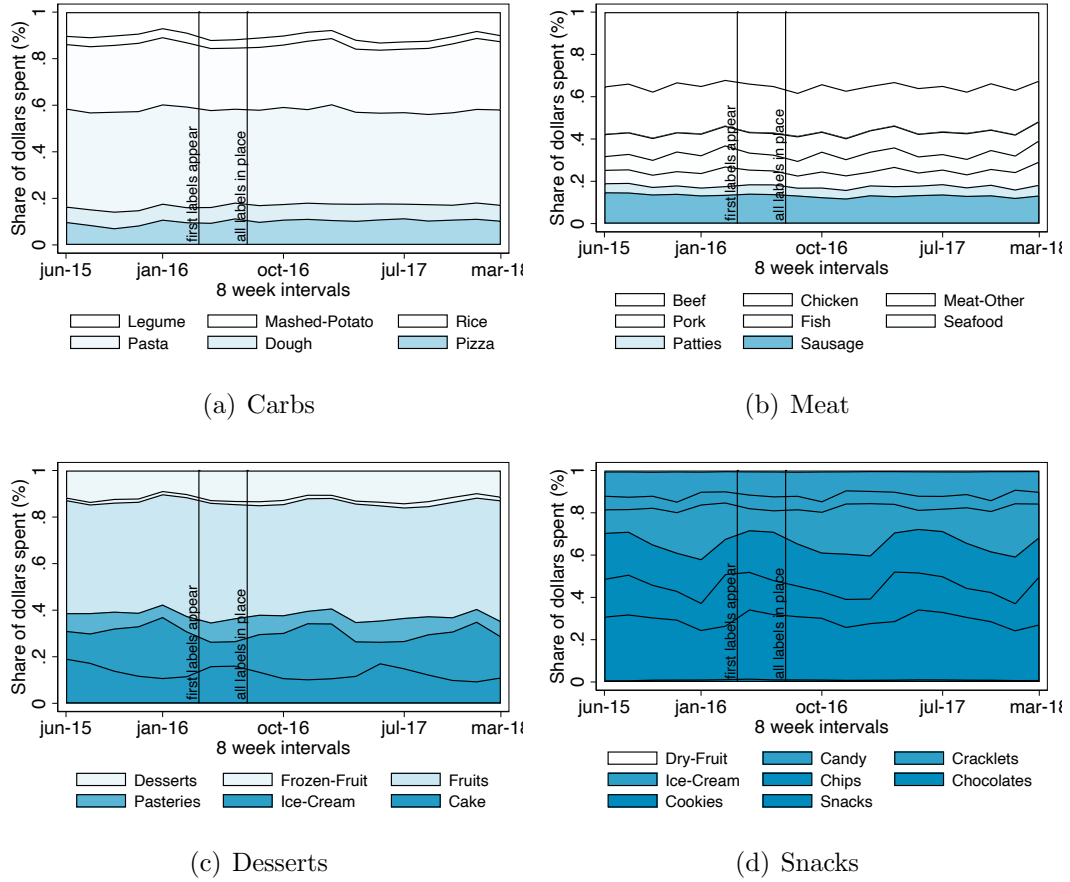 Share of dollars spent (%)
1
.8
.6
.4
.2
0
first labels appear
all labels in place
jun-15 jan-16 oct-16 jul-17 mar-18
8 week intervals
Legume Mashed-Potato Rice
Pasta Dough Pizza
(a) Carbs
Share of dollars spent (%)
1
.8
.6
.4
.2
0
first labels appear
all labels in place
jun-15 jan-16 oct-16 jul-17 mar-18
8 week intervals
Beef Chicken Meat-Other
Pork Fish Seafood
Patties Sausage
(b) Meat
Share of dollars spent (%)
1
.8
.6
.4
.2
0
first labels appear
all labels in place
jun-15 jan-16 oct-16 jul-17 mar-18
8 week intervals
Desserts Frozen-Fruit Fruits
Pasteries Ice-Cream Cake
(c) Desserts
Share of dollars spent (%)
1
.8
.6
.4
.2
0
first labels appear
all labels in place
jun-15 jan-16 oct-16 jul-17 mar-18
8 week intervals
Dry-Fruit Candy Cracklets
Ice-Cream Chips Chocolates
Cookies Snacks
(d) Snacks